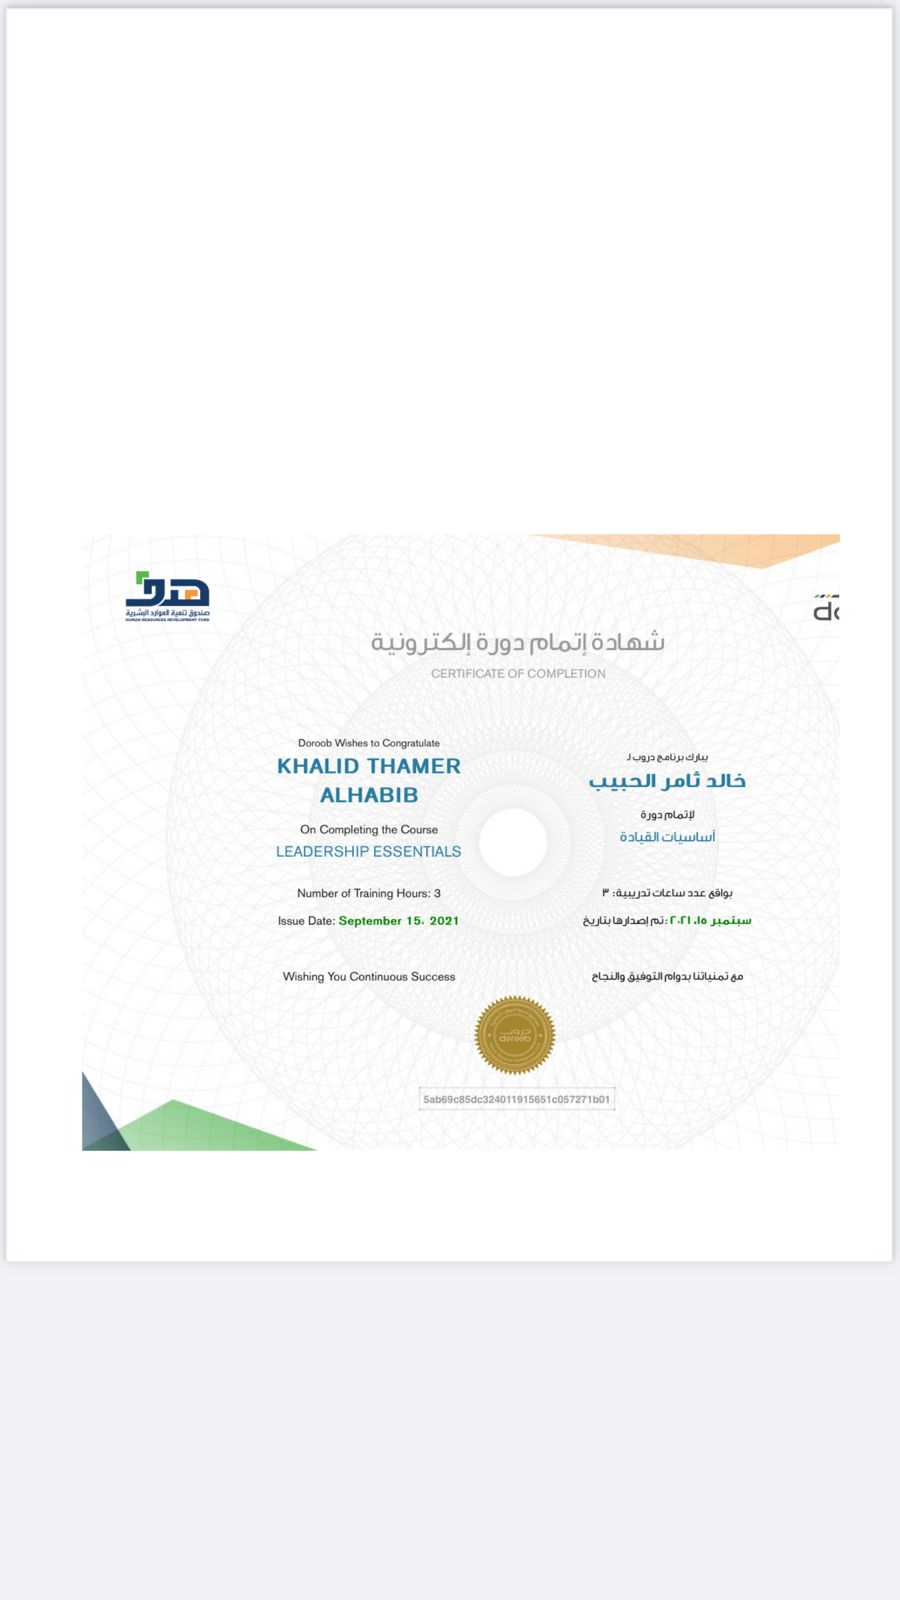 هدف
صندوق تنمية الموارد البشرية
HUMAN RESOURCES DEVELOPMENT FUND
شهادة إتمام دورة إلكترونية
CERTIFICATE OF COMPLETION
Doroob Wishes to Congratulate
KHALID THAMER
ALHABIB
On Completing the Course
LEADERSHIP ESSENTIALS
Number of Training Hours: 3
Issue Date: September 15، 2021
Wishing You Continuous Success
يبارك برنامج دروب لـ
خالد ثامر الحبيب
لإتمام دورة
أساسيات القيادة
بواقع عدد ساعات تدريبية: ٣
سبتمبر ١٥، ٢٠٢١ :تم إصدارها بتاريخ
مع تمنياتنا بدوام التوفيق والنجاح
دروب
doroob
5ab69c85dc324011915651c057271b01